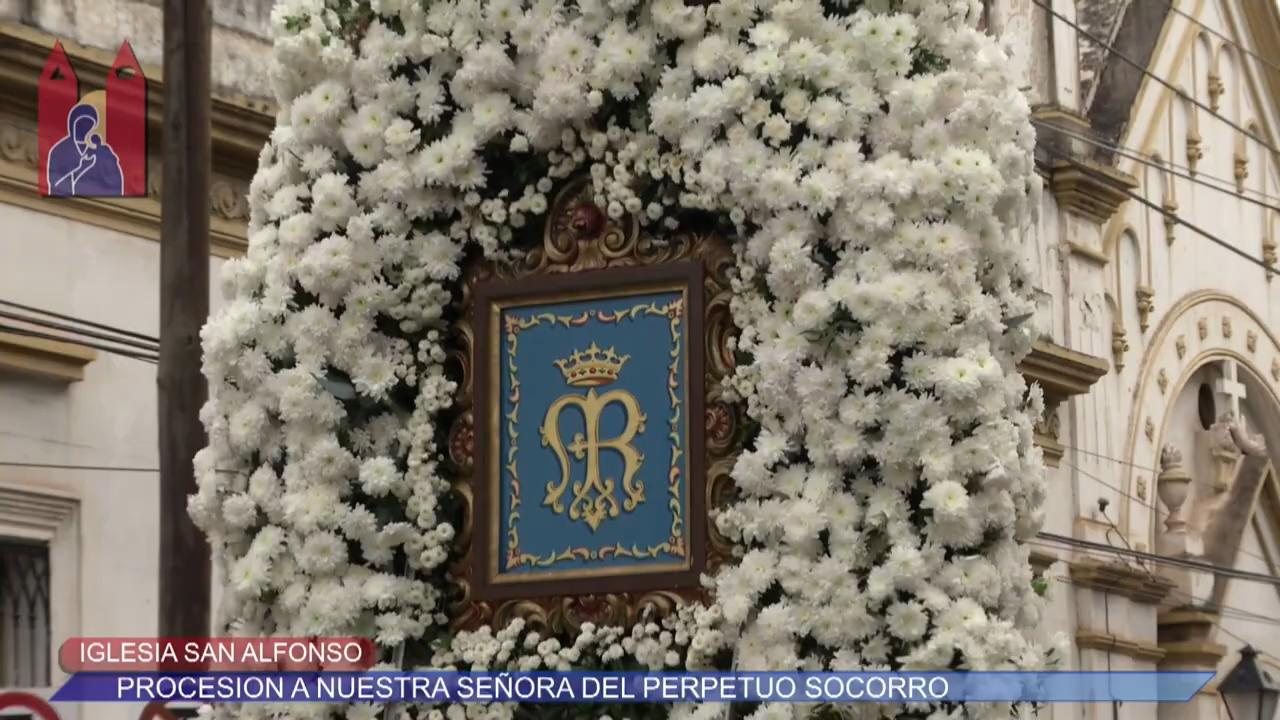 IGLESIA SAN ALFONSO
PROCESION A NUESTRA SEÑORA DEL PERPETUO SOCORRO